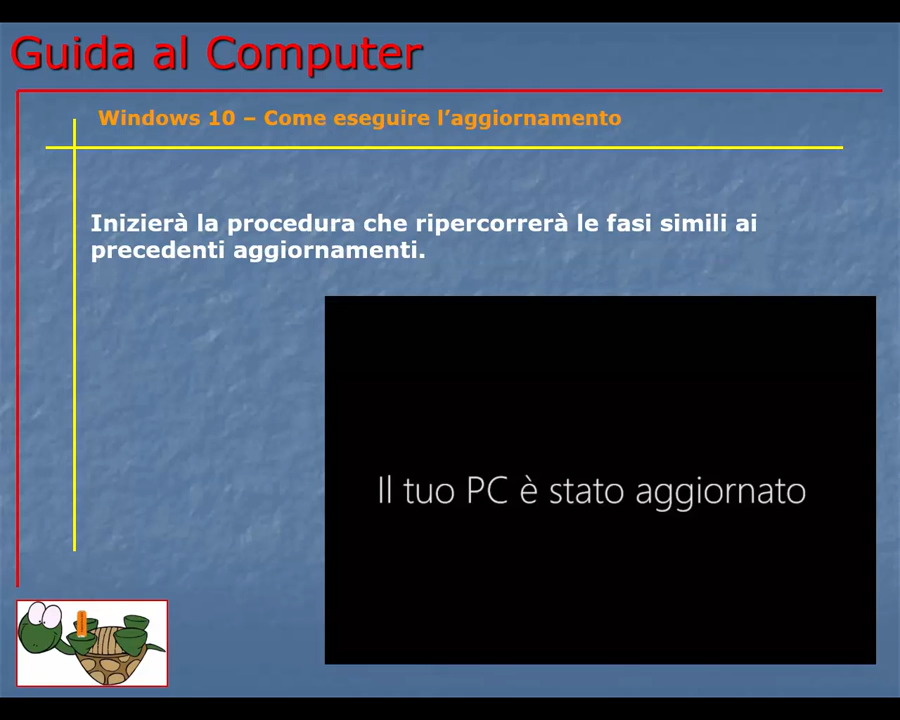 Guida al Computer
Windows 10 – Come eseguire l’aggiornamento
Inizierà la procedura che ripercorrerà le fasi simili ai
precedenti aggiornamenti.
Il tuo PC è stato aggiornato